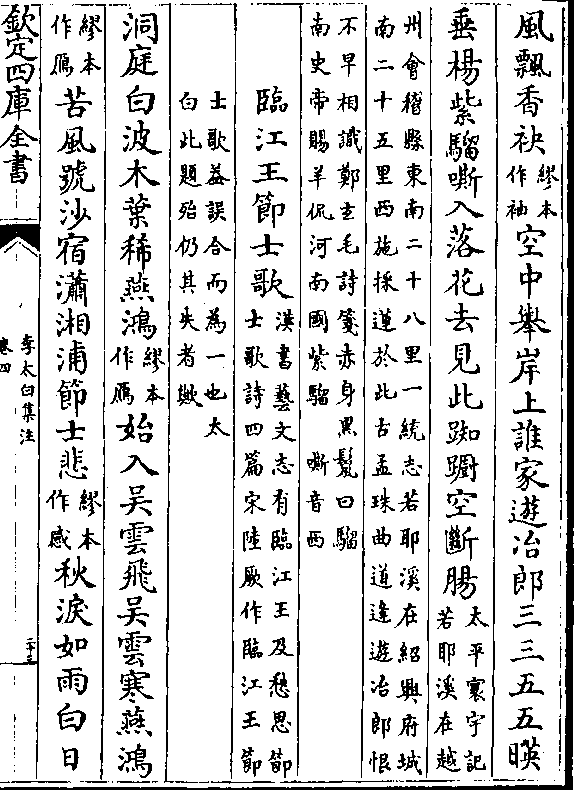 風飄香袂繆本作袖空中舉岸上誰家遊冶郎三三五五暎
垂楊紫騮嘶入落花去見此踟躕空斷腸太平寰宇記若耶溪在越
州會稽縣東南二十八里一統志若耶溪在紹興府城
南二十五里西施採蓮於此古孟珠曲道逢遊冶郎恨
不早相識鄭玄毛詩箋赤身黑鬣曰騮
南史帝賜羊侃河南國紫騮 嘶音西
臨江王節士歌漢書藝文志有臨江王及愁思節士歌詩四篇宋陸厥作臨江王節
士歌蓋誤合而為一也太
白此題殆仍其失者歟
洞庭白波木葉稀燕鴻繆本作鴈始入吳雲飛吳雲寒燕鴻
繆本作鴈苦風號沙宿瀟湘浦節士悲繆本作感秋淚如雨白日
欽定四庫全書
李太白集注
卷四
二十三